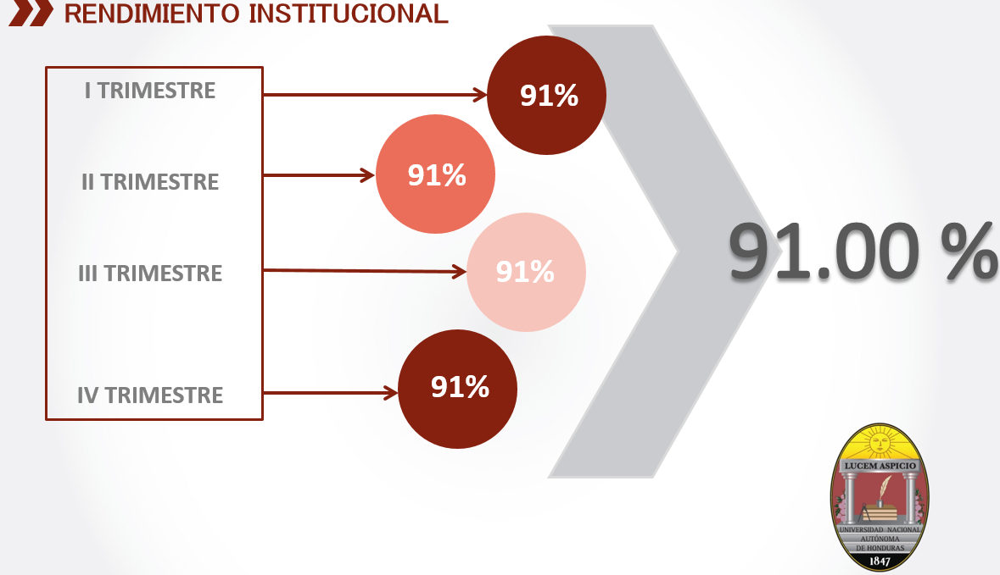 RENDIMIENTO INSTITUCIONAL
I TRIMESTRE
91%
II TRIMESTRE
91%
III TRIMESTRE
91%
IV TRIMESTRE
91%
91.00 %
LUCEM ASPICIO
UNIVERSIDAD NACIONAL
AUTÓNOMA
DE HONDURAS
1847